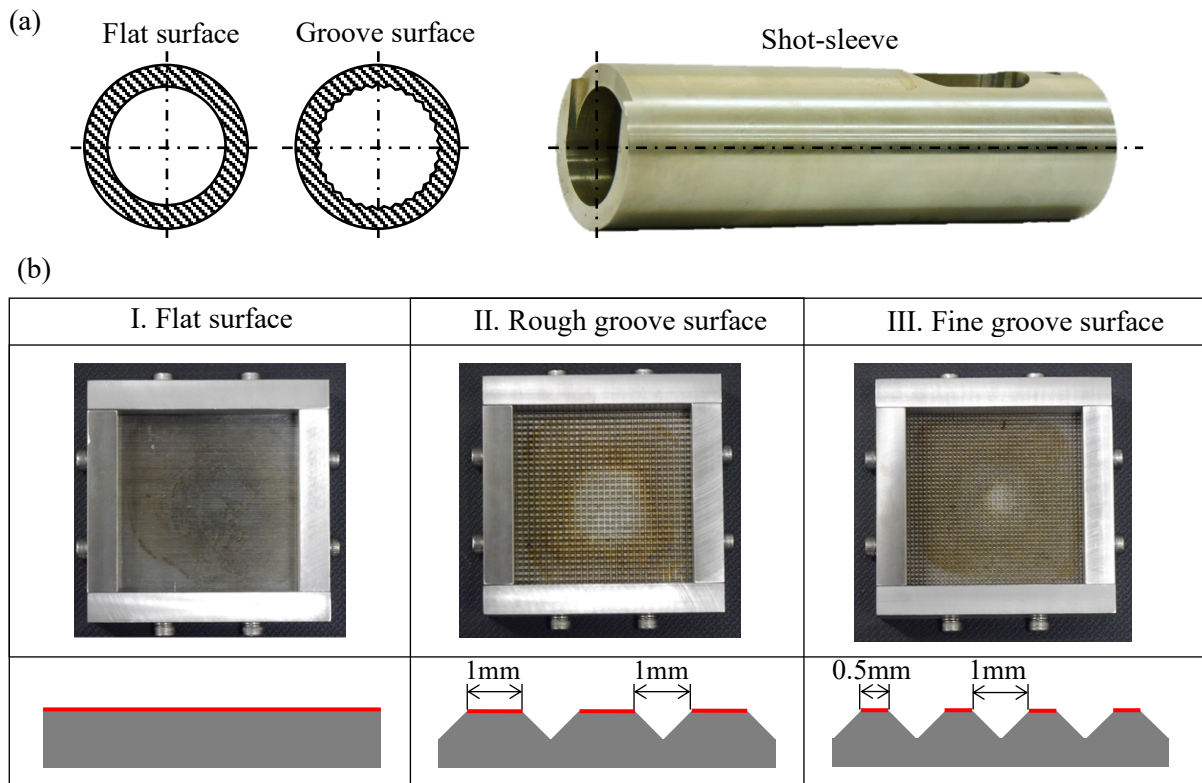 (a)
Flat surface
Groove surface
Shot-sleeve
(b)
I. Flat surface
II. Rough groove surface
III. Fine groove surface
1mm
1mm
0.5mm
1mm